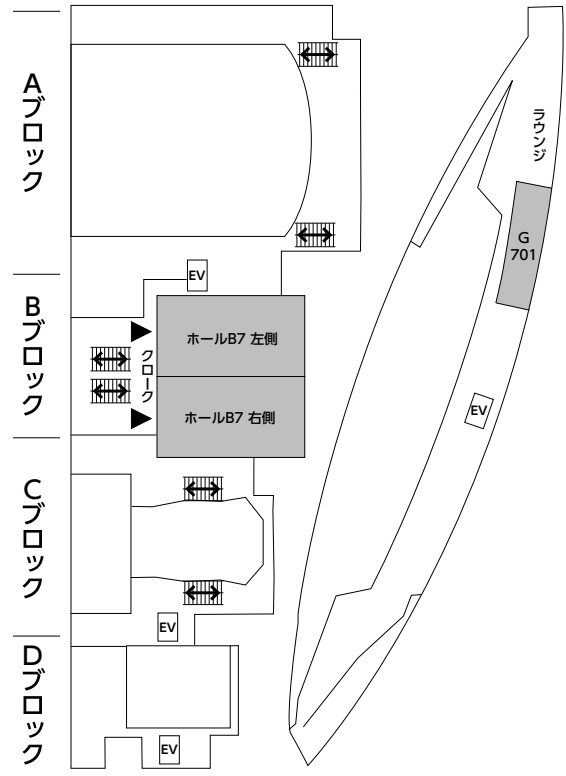 Aブロック
Bブロック
Cブロック
Dブロック
EV
ホールB7 左側
クローク
ホールB7 右側
EV
EV
ラウンジ
G
701
EV